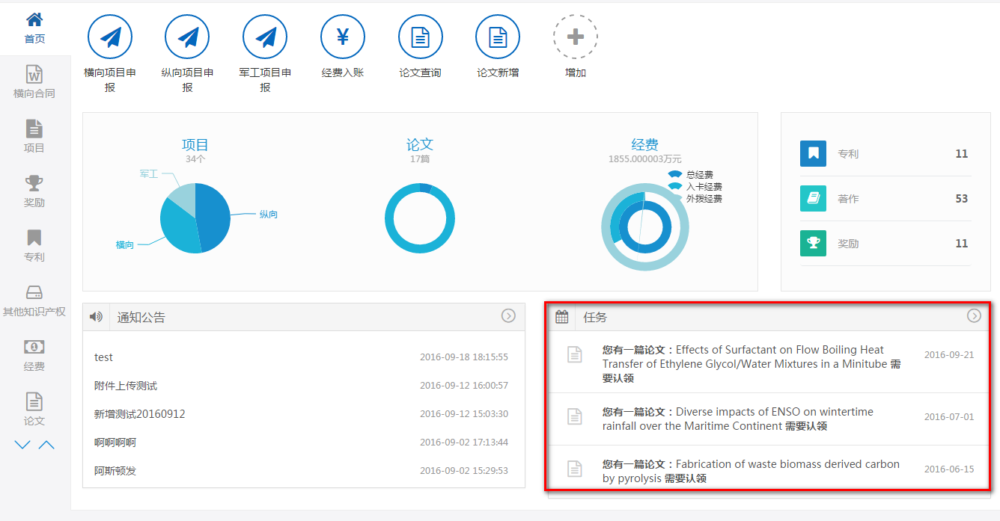 首页
横向合同
项目
奖励
专利
其他知识产权
经费
论文
横向项目申
报
纵向项目申
报
军工项目申
报
¥
经费入账
论文查询
论文新增
增加
项目
34个
军工
纵向
横向
论文
17篇
经费
1855.000003万元
总经费
入卡经费
外拨经费
专利 11
著作 53
奖励 11
通知公告
test 2016-09-18 18:15:55
附件上传测试 2016-09-12 16:00:57
新增测试20160912 2016-09-12 15:03:30
啊啊啊啊 2016-09-02 17:13:44
阿斯顿发 2016-09-02 15:29:53
任务
您有一篇论文：Effects of Surfactant on Flow Boiling Heat
Transfer of Ethylene Glycol/Water Mixtures in a Minitube 需
要认领
2016-09-21
您有一篇论文：Diverse impacts of ENSO on wintertime
rainfall over the Maritime Continent 需要认领
2016-07-01
您有一篇论文：Fabrication of waste biomass derived carbon
by pyrolysis 需要认领
2016-06-15